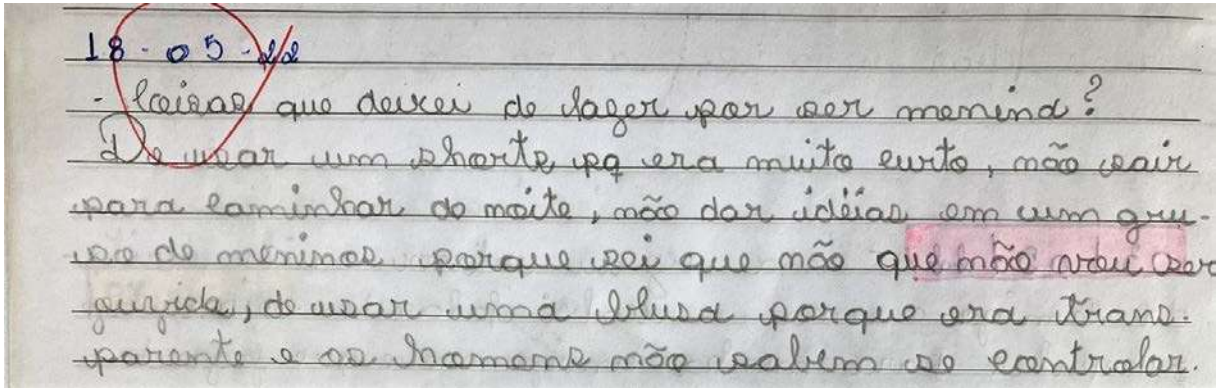 18-05-22
- Coisas que deixei de fazer por ser menina?
De usar um shorte pq era muito curto, não sair
para caminhar de noite, não dar idéias em um gru-
po de meninos porque sei que não que não vou ser
ouvida, de usar uma blusa porque era trans-
parente e os homens não sabem se controlar.